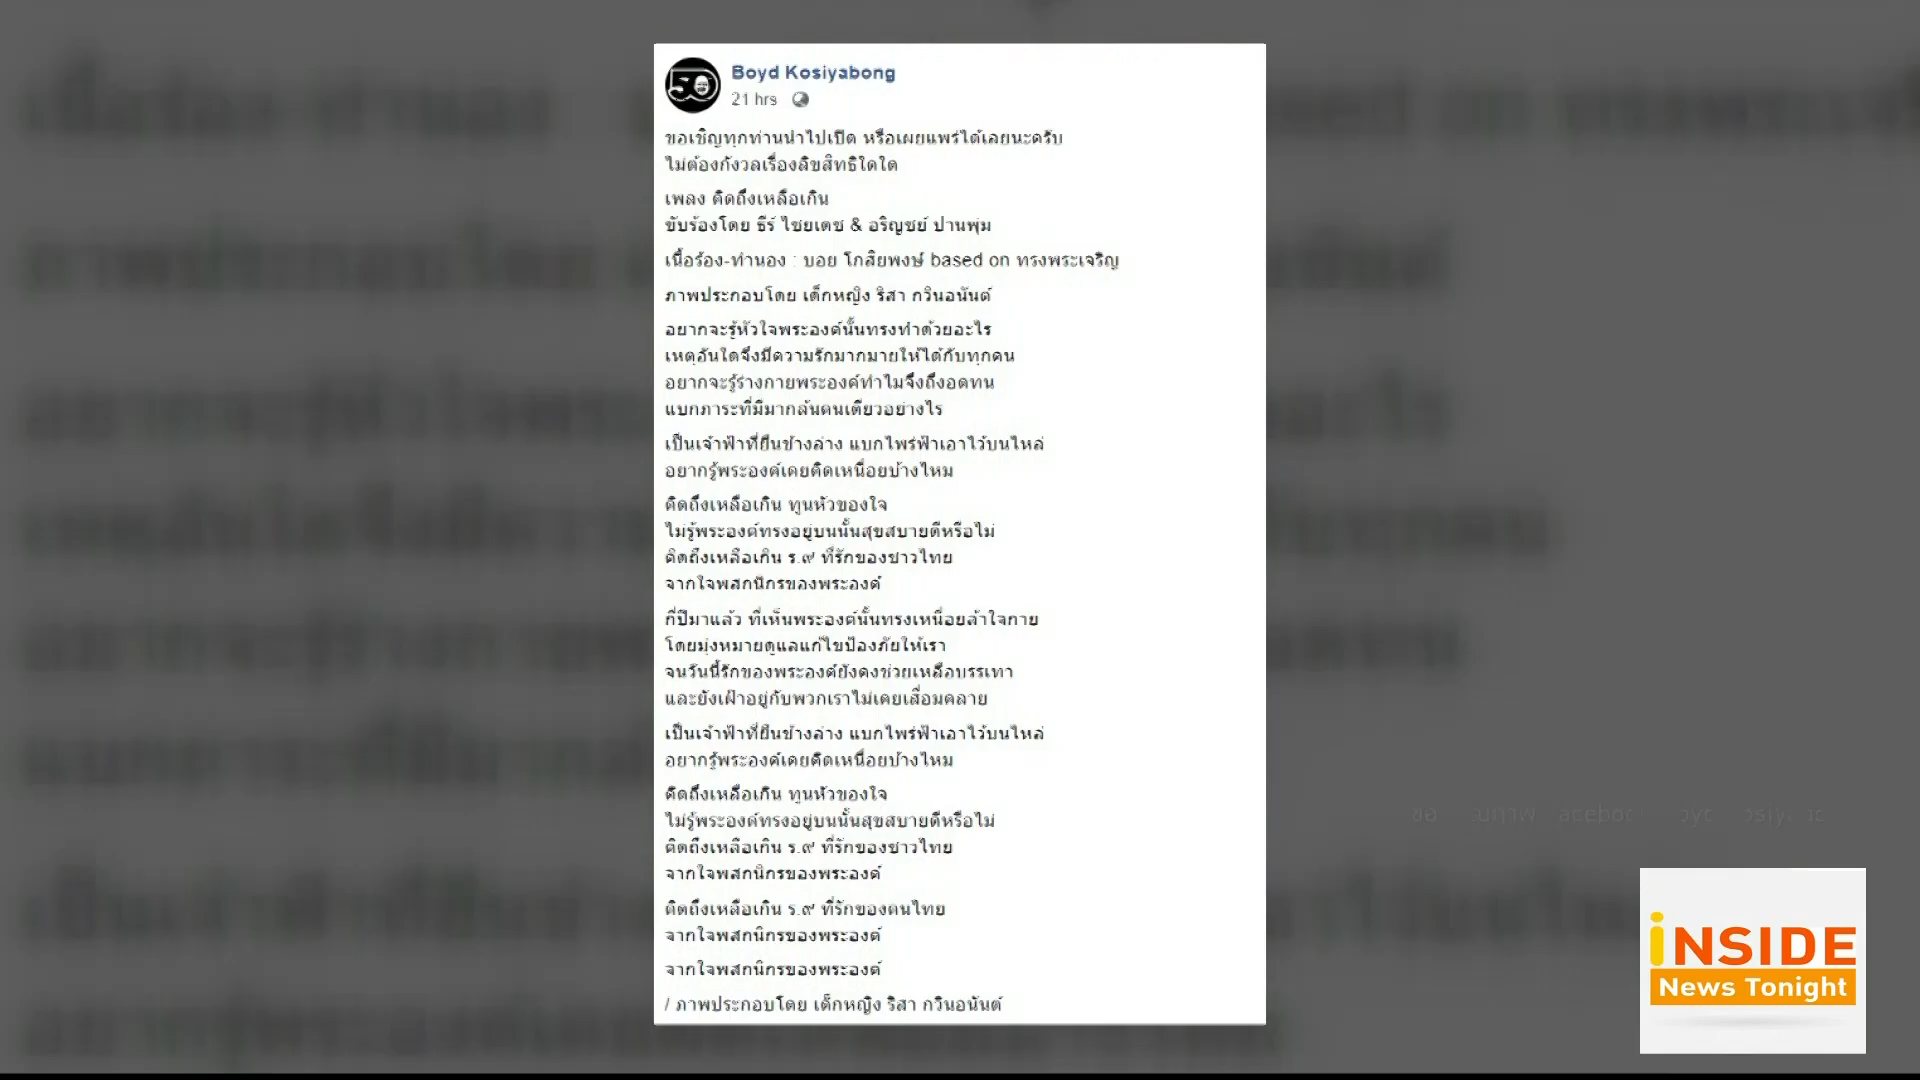 Boyd Kosiyabong
21 hrs
ขอเชิญทุกท่านนำไปเปิด หรือเผยแพร่ได้เลยนะครับ
ไม่ต้องกังวลเรื่องลิขสิทธิ์ใดใด
เพลง คิดถึงเหลือเกิน
ขับร้องโดย ธีร์ ไชยเดช & อริญชย์ ปานพุ่ม
เนื้อร้อง-ทำนอง : บอย โกสิยพงษ์ based on ทรงพระเจริญ
ภาพประกอบโดย เด็กหญิง ริสา กวินอนันต์
อยากจะรู้หัวใจพระองค์นั้นทรงทำด้วยอะไร
เหตุอันใดจึงมีความรักมากมายให้ได้กับทุกคน
อยากจะรู้ร่างกายพระองค์ทำไมจึงถึงอดทน
แบกภาระที่มีมากล้นคนเดียวอย่างไร
เป็นเจ้าฟ้าที่ยืนข้างล่าง แบกไพร่ฟ้าเอาไว้บนไหล่
อยากรู้พระองค์เคยคิดเหนื่อยบ้างไหม
คิดถึงเหลือเกิน ทูนหัวของใจ
ไม่รู้พระองค์ทรงอยู่บนนั้นสุขสบายดีหรือไม่
คิดถึงเหลือเกิน ร.๙ ที่รักของชาวไทย
จากใจพสกนิกรของพระองค์
กี่ปีมาแล้ว ที่เห็นพระองค์นั้นทรงเหนื่อยล้าใจกาย
โดยมุ่งหมายดูแลแก้ไขป้องภัยให้เรา
จนวันนี้รักของพระองค์ยังคงช่วยเหลือบรรเทา
และยังเฝ้าอยู่กับพวกเราไม่เคยเสื่อมคลาย
เป็นเจ้าฟ้าที่ยืนข้างล่าง แบกไพร่ฟ้าเอาไว้บนไหล่
อยากรู้พระองค์เคยคิดเหนื่อยบ้างไหม
คิดถึงเหลือเกิน ทูนหัวของใจ
ไม่รู้พระองค์ทรงอยู่บนนั้นสุขสบายดีหรือไม่
คิดถึงเหลือเกิน ร.๙ ที่รักของชาวไทย
จากใจพสกนิกรของพระองค์
คิดถึงเหลือเกิน ร.๙ ที่รักของคนไทย
จากใจพสกนิกรของพระองค์
จากใจพสกนิกรของพระองค์
/ ภาพประกอบโดย เด็กหญิง ริสา กวินอนันต์
iNSIDE
News Tonight